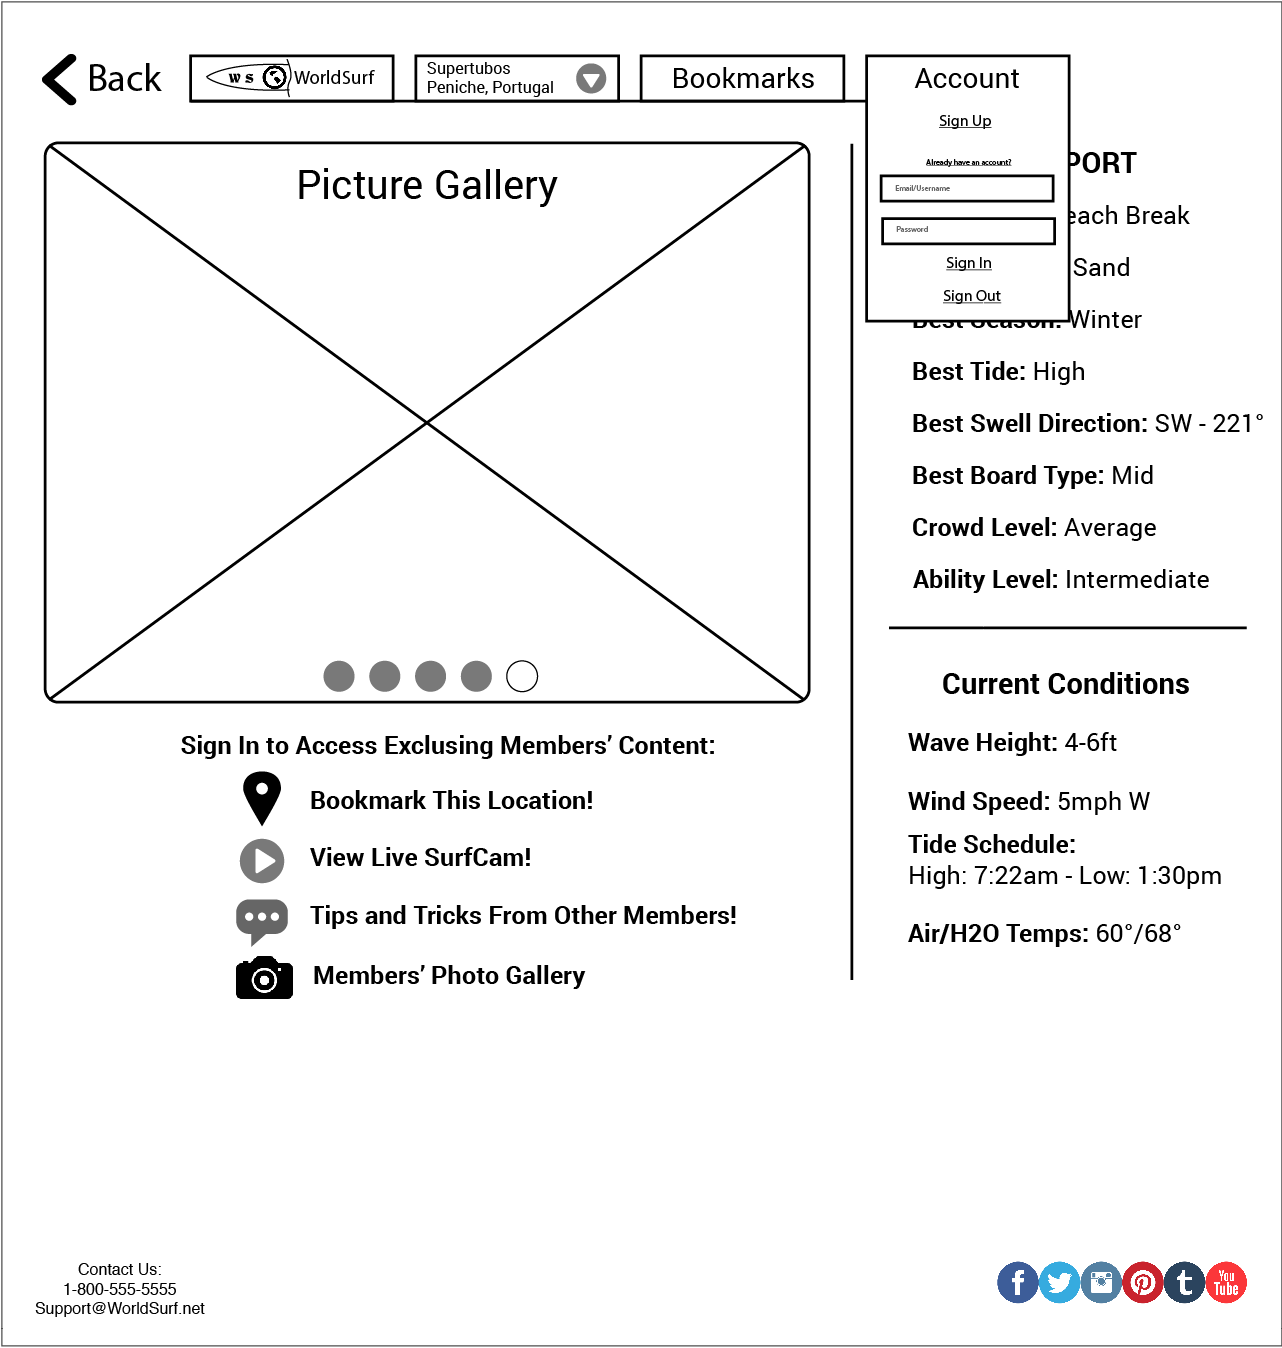 Back
W S WorldSurf
Supertubos
Peniche, Portugal
Bookmarks
Account
Sign Up
Already have an account?
Email/Username
Password
Sign In
Sign Out
Picture Gallery
PORT
each Break
Sand
Best Season: Winter
Best Tide: High
Best Swell Direction: SW - 221°
Best Board Type: Mid
Crowd Level: Average
Ability Level: Intermediate
Current Conditions
Wave Height: 4-6ft
Wind Speed: 5mph W
Tide Schedule:
High: 7:22am - Low: 1:30pm
Air/H2O Temps: 60°/68°
Sign In to Access Exclusing Members’ Content:
Bookmark This Location!
View Live SurfCam!
Tips and Tricks From Other Members!
Members’ Photo Gallery
Contact Us:
1-800-555-5555
Support@WorldSurf.net
You
Tube